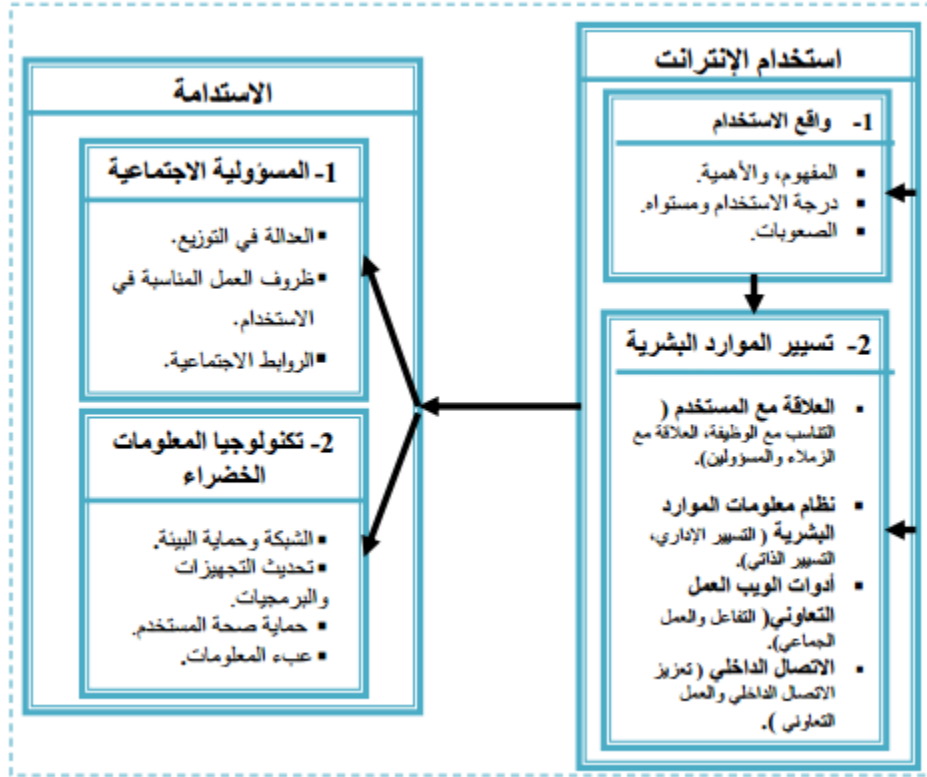 استخدام الإنترانت
1- واقع الاستخدام
▪ المفهوم، والأهمية.
▪ درجة الاستخدام ومستواه.
▪ الصعوبات.
2- تسيير الموارد البشرية
▪ العلاقة مع المستخدم (
التناسب مع الوظيفة، العلاقة مع
الزملاء والمسؤولين).
▪ نظام معلومات الموارد
البشرية ( التسيير الإداري،
التسيير الذاتي).
▪ أدوات الويب العمل
التعاوني( التفاعل والعمل
الجماعي).
▪ الاتصال الداخلي ( تعزيز
الاتصال الداخلي والعمل
التعاوني ).
الاستدامة
1- المسؤولية الاجتماعية
▪ العدالة في التوزيع.
▪ ظروف العمل المناسبة في
الاستخدام.
▪ الروابط الاجتماعية.
2- تكنولوجيا المعلومات
الخضراء
▪ الشبكة وحماية البيئة.
▪ تحديث التجهيزات
والبرمجيات.
▪ حماية صحة المستخدم.
▪ عبء المعلومات.